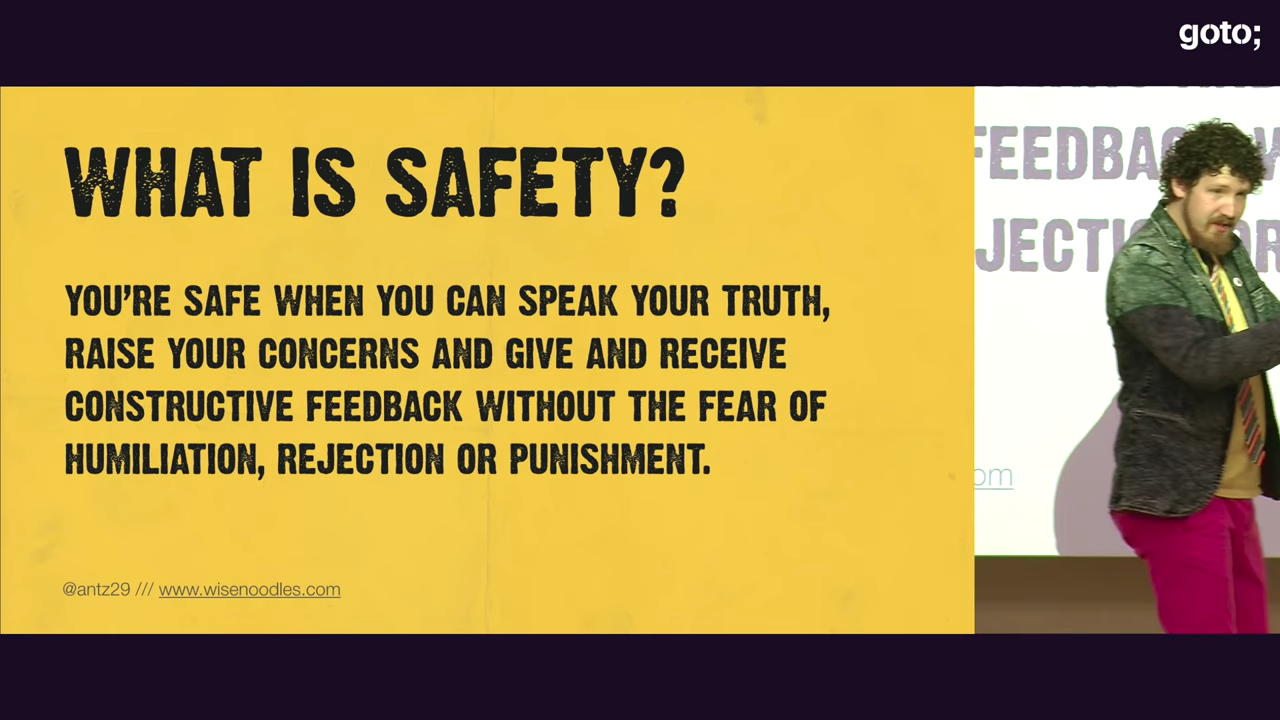 goto;
WHAT IS SAFETY?
YOU'RE SAFE WHEN YOU CAN SPEAK YOUR TRUTH,
RAISE YOUR CONCERNS AND GIVE AND RECEIVE
CONSTRUCTIVE FEEDBACK WITHOUT THE FEAR OF
HUMILIATION, REJECTION OR PUNISHMENT.
@antz29 /// www.wisenoodles.com